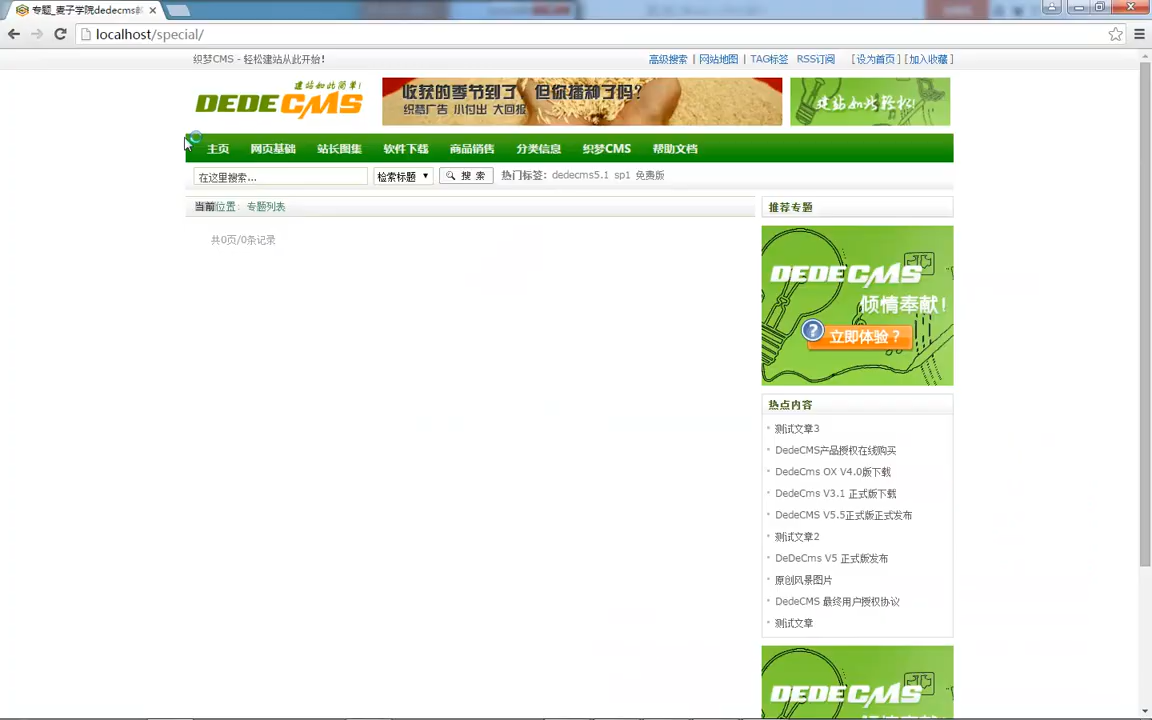 专题_麦子学院dedecms
localhost/special/
织梦CMS - 轻松建站从此开始!
高级搜索 | 网站地图 | TAG标签 RSS订阅 [设为首页] [加入收藏]
建站如此简单!
DEDECMS
收获的季节到了 但你播种了吗?
织梦广告 小付出 大回报
建站如此轻松!
主页 网页基础 站长图集 软件下载 商品销售 分类信息 织梦CMS 帮助文档
在这里搜索... 检索标题 搜 索 热门标签: dedecms5.1 sp1 免费版
当前位置: 专题列表
共0页/0条记录
推荐专题
DEDECMS
倾情奉献!
? 立即体验?
热点内容
测试文章3
DedeCMS产品授权在线购买
DedeCms OX V4.0版下载
DedeCms V3.1 正式版下载
DedeCMS V5.5正式版正式发布
测试文章2
DeDeCms V5 正式版发布
原创风景图片
DedeCMS 最终用户授权协议
测试文章
DEDECMS